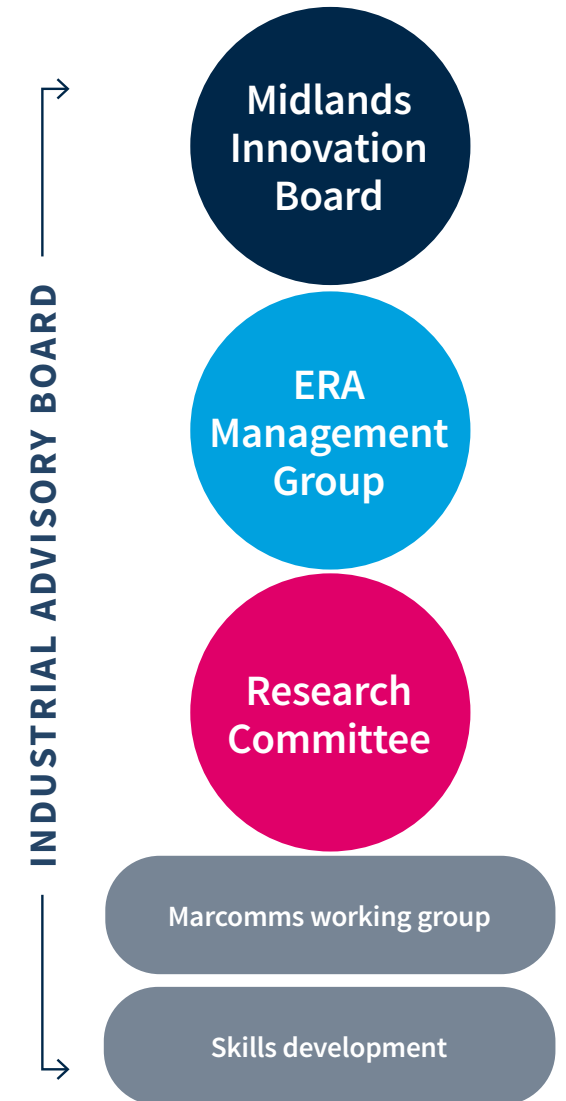 Midlands
Innovation
Board
ERA
Management
Group
Research
Committee
Marcomms working group
Skills development
INDUSTRIAL ADVISORY BOARD